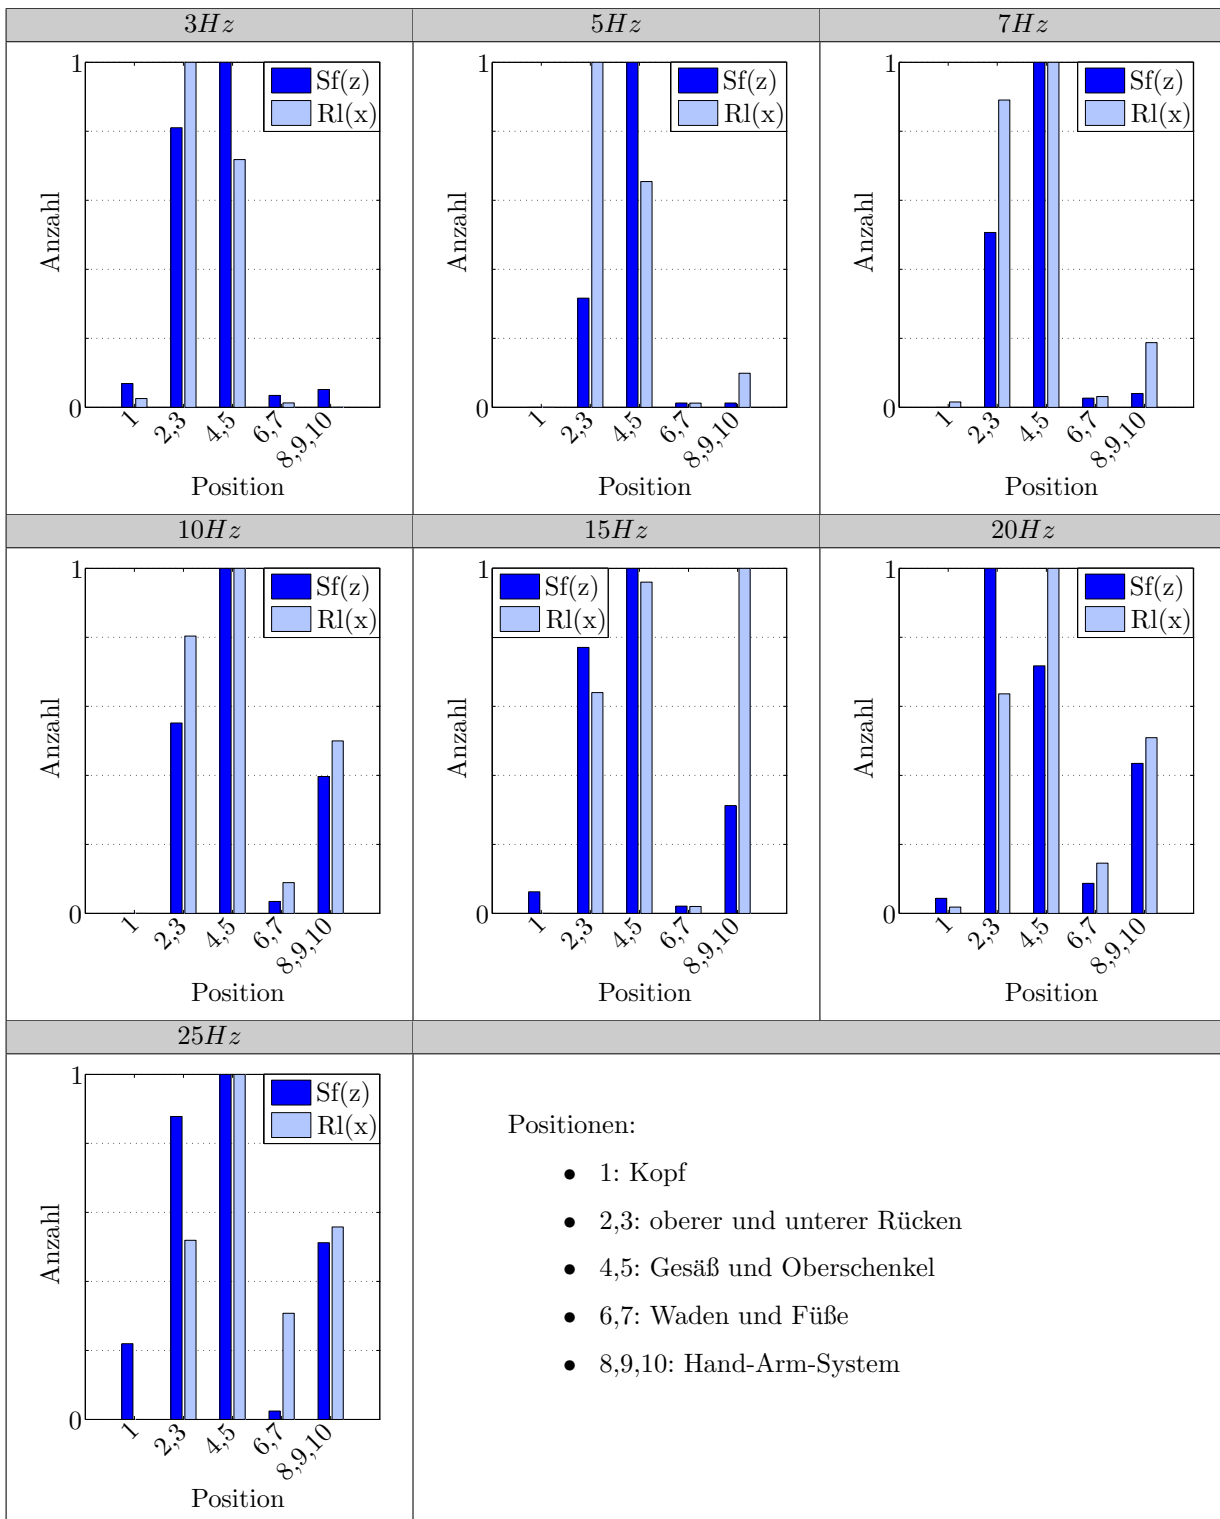 3Hz 5Hz 7Hz
1
Sf(z)
Rl(x)
Anzahl
0
1 2,3 4,5 6,7 8,9,10
Position
1
Sf(z)
Rl(x)
Anzahl
0
1 2,3 4,5 6,7 8,9,10
Position
1
Sf(z)
Rl(x)
Anzahl
0
1 2,3 4,5 6,7 8,9,10
Position
10Hz 15Hz 20Hz
1
Sf(z)
Rl(x)
Anzahl
0
1 2,3 4,5 6,7 8,9,10
Position
1
Sf(z)
Rl(x)
Anzahl
0
1 2,3 4,5 6,7 8,9,10
Position
1
Sf(z)
Rl(x)
Anzahl
0
1 2,3 4,5 6,7 8,9,10
Position
25Hz
1
Sf(z)
Rl(x)
Anzahl
0
1 2,3 4,5 6,7 8,9,10
Position
Positionen:
• 1: Kopf
• 2,3: oberer und unterer Rücken
• 4,5: Gesäß und Oberschenkel
• 6,7: Waden und Füße
• 8,9,10: Hand-Arm-System